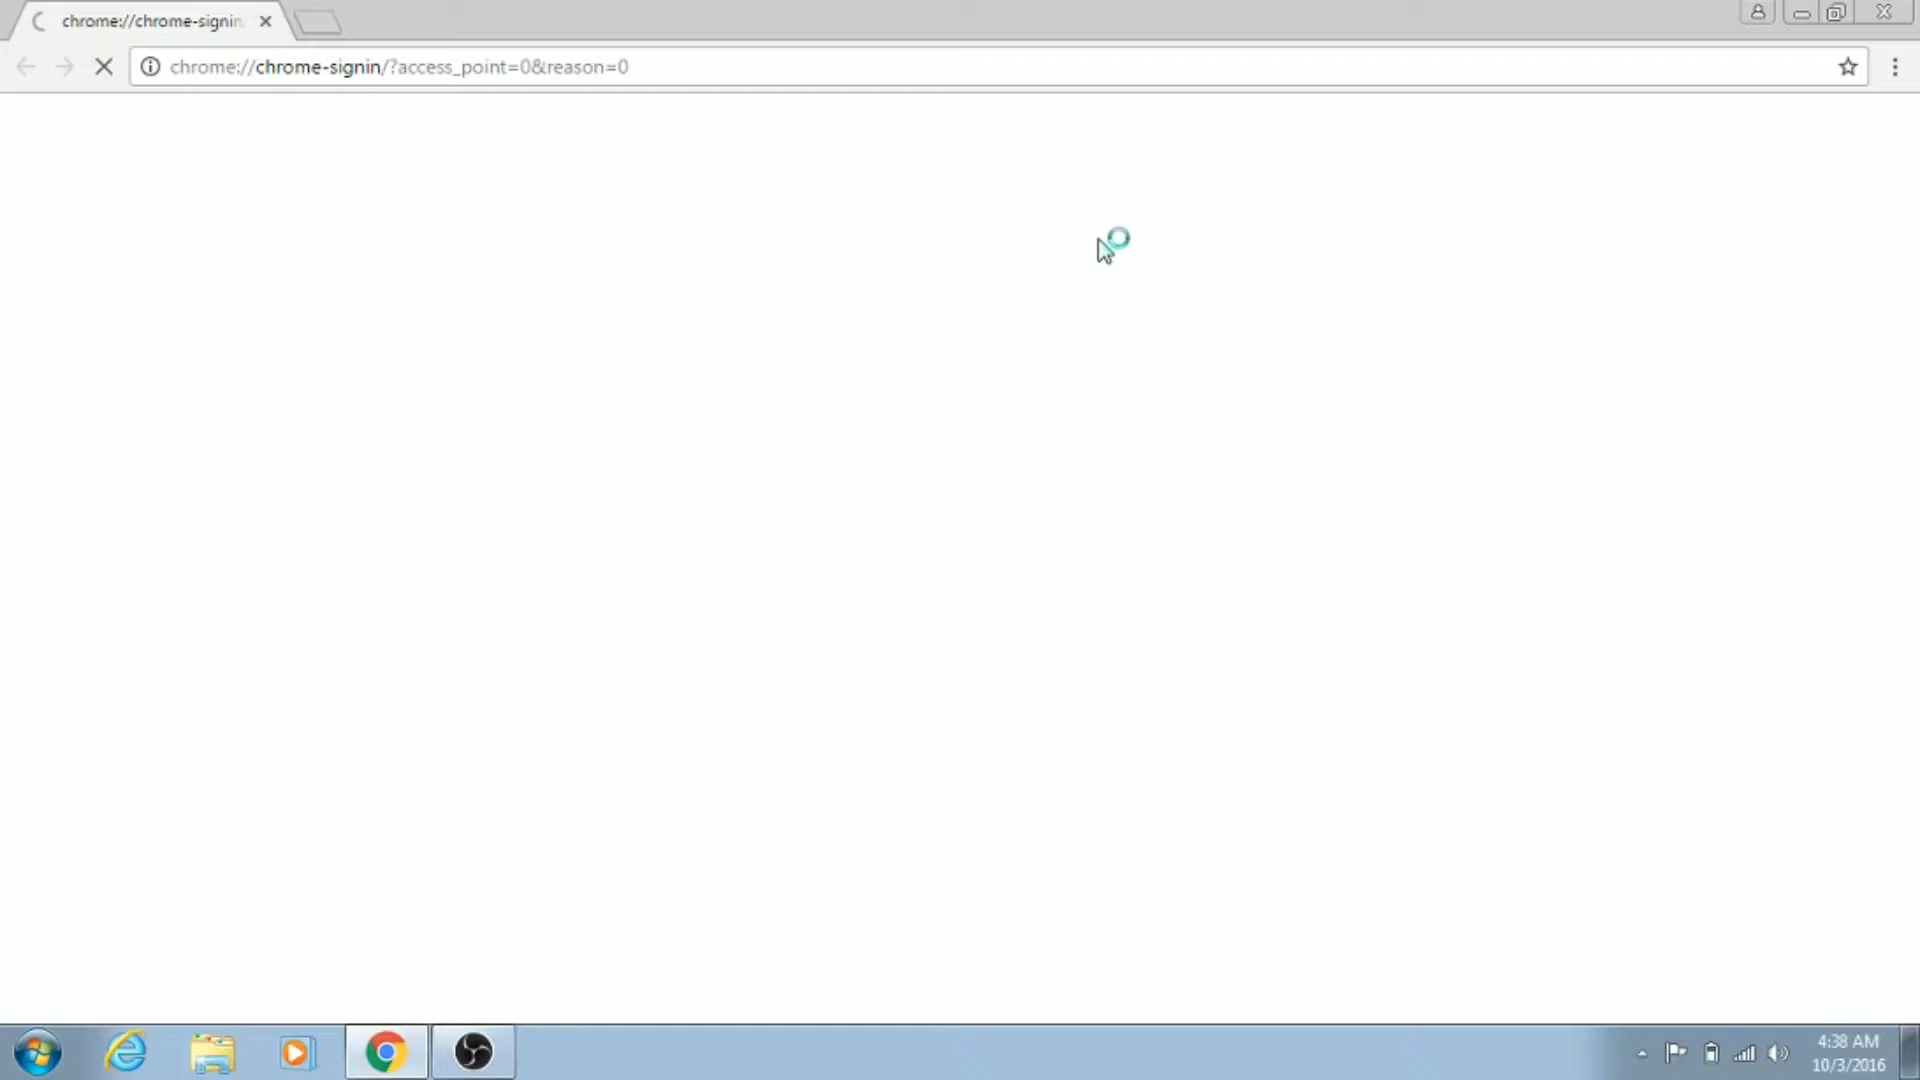 chrome://chrome-signin
chrome://chrome-signin/?access_point=0&reason=0
4:38 AM
10/3/2016